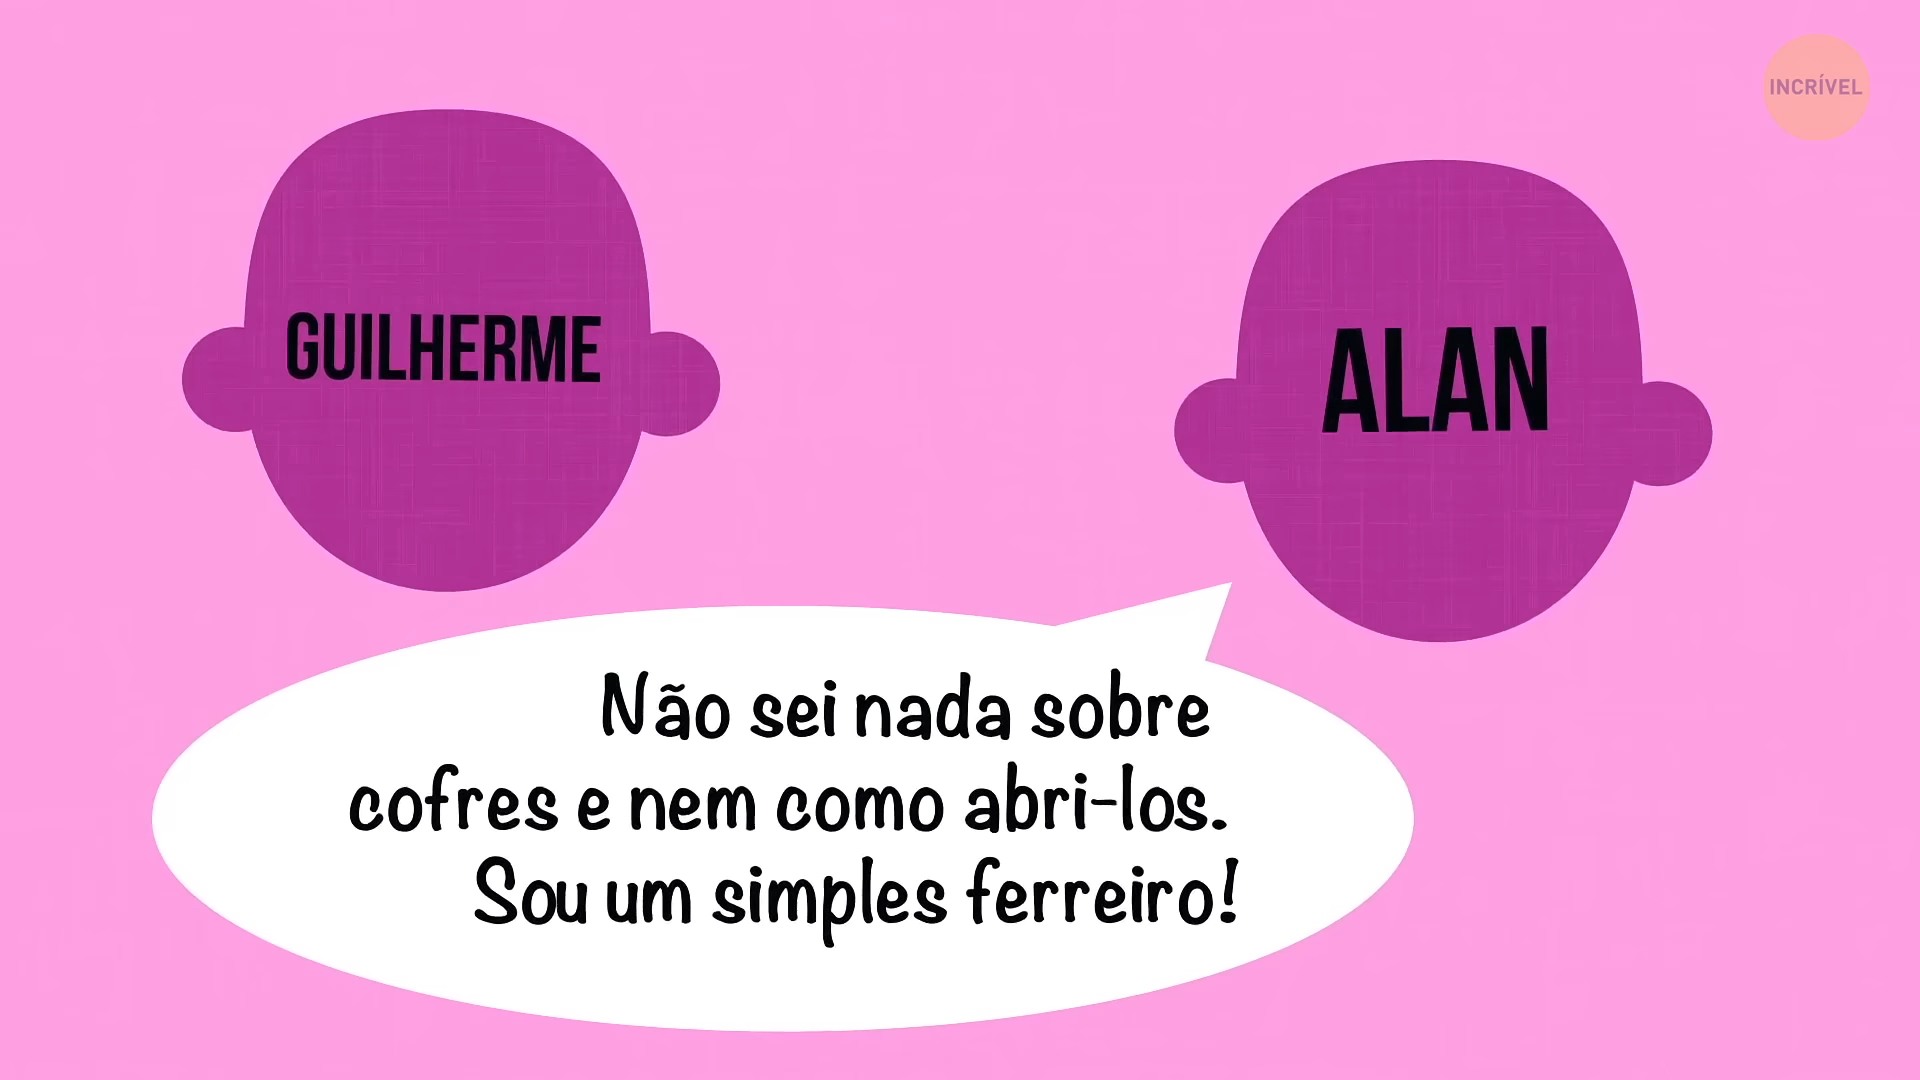 INCRÍVEL
GUILHERME
ALAN
Não sei nada sobre
cofres e nem como abri-los.
Sou um simples ferreiro!